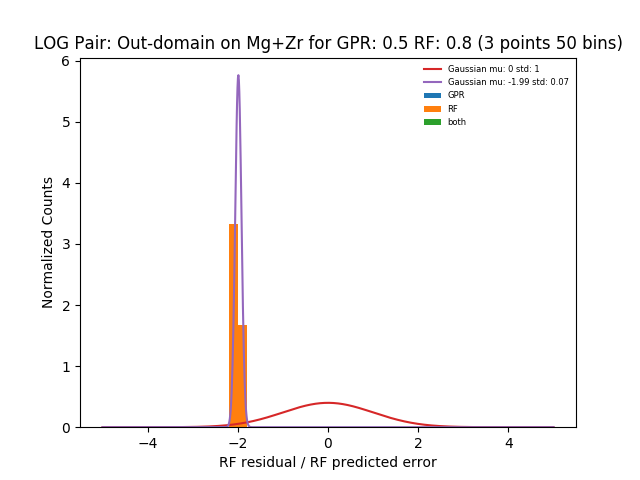 LOG Pair: Out-domain on Mg+Zr for GPR: 0.5 RF: 0.8 (3 points 50 bins)
Gaussian mu: 0 std: 1
Gaussian mu: -1.99 std: 0.07
GPR
RF
both
Normalized Counts
6
5
4
3
2
1
0
−4
−2
0
2
4
RF residual / RF predicted error